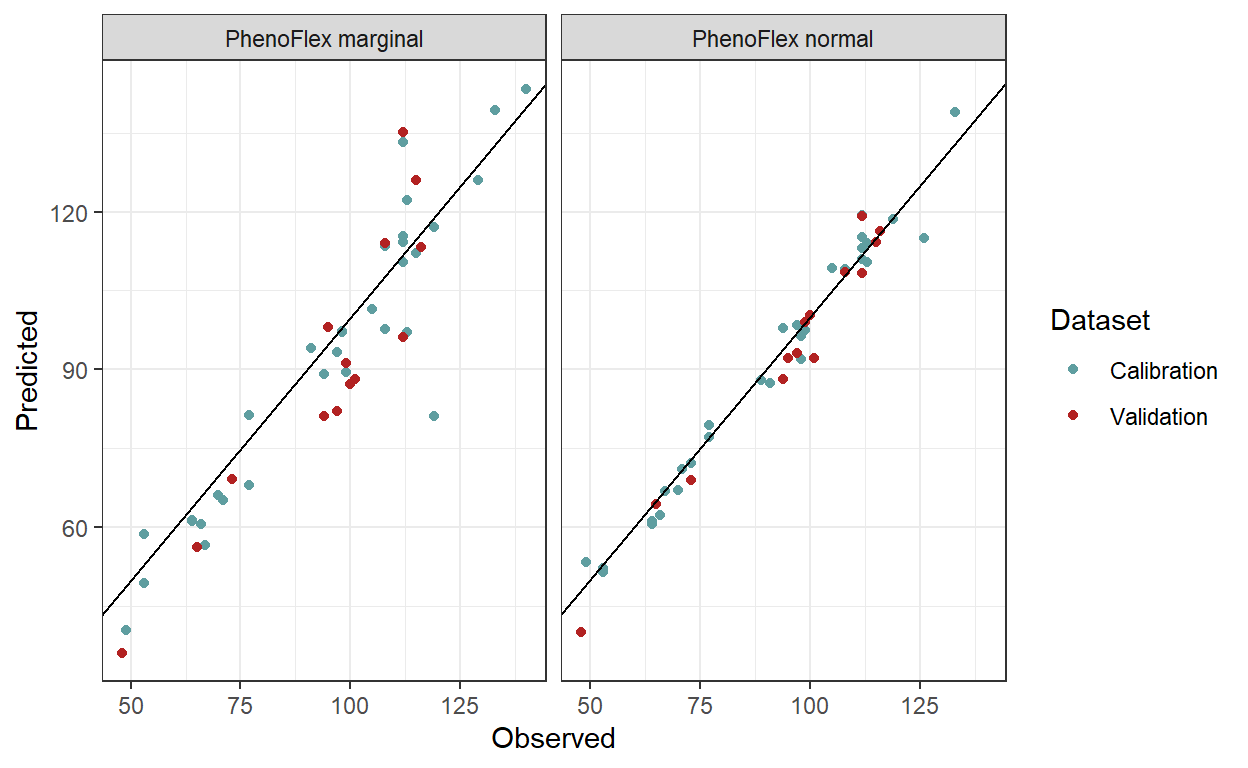 PhenoFlex marginal
PhenoFlex normal
Predicted
120
90
60
50
75
100
125
50
75
100
125
Observed
Dataset
Calibration
Validation